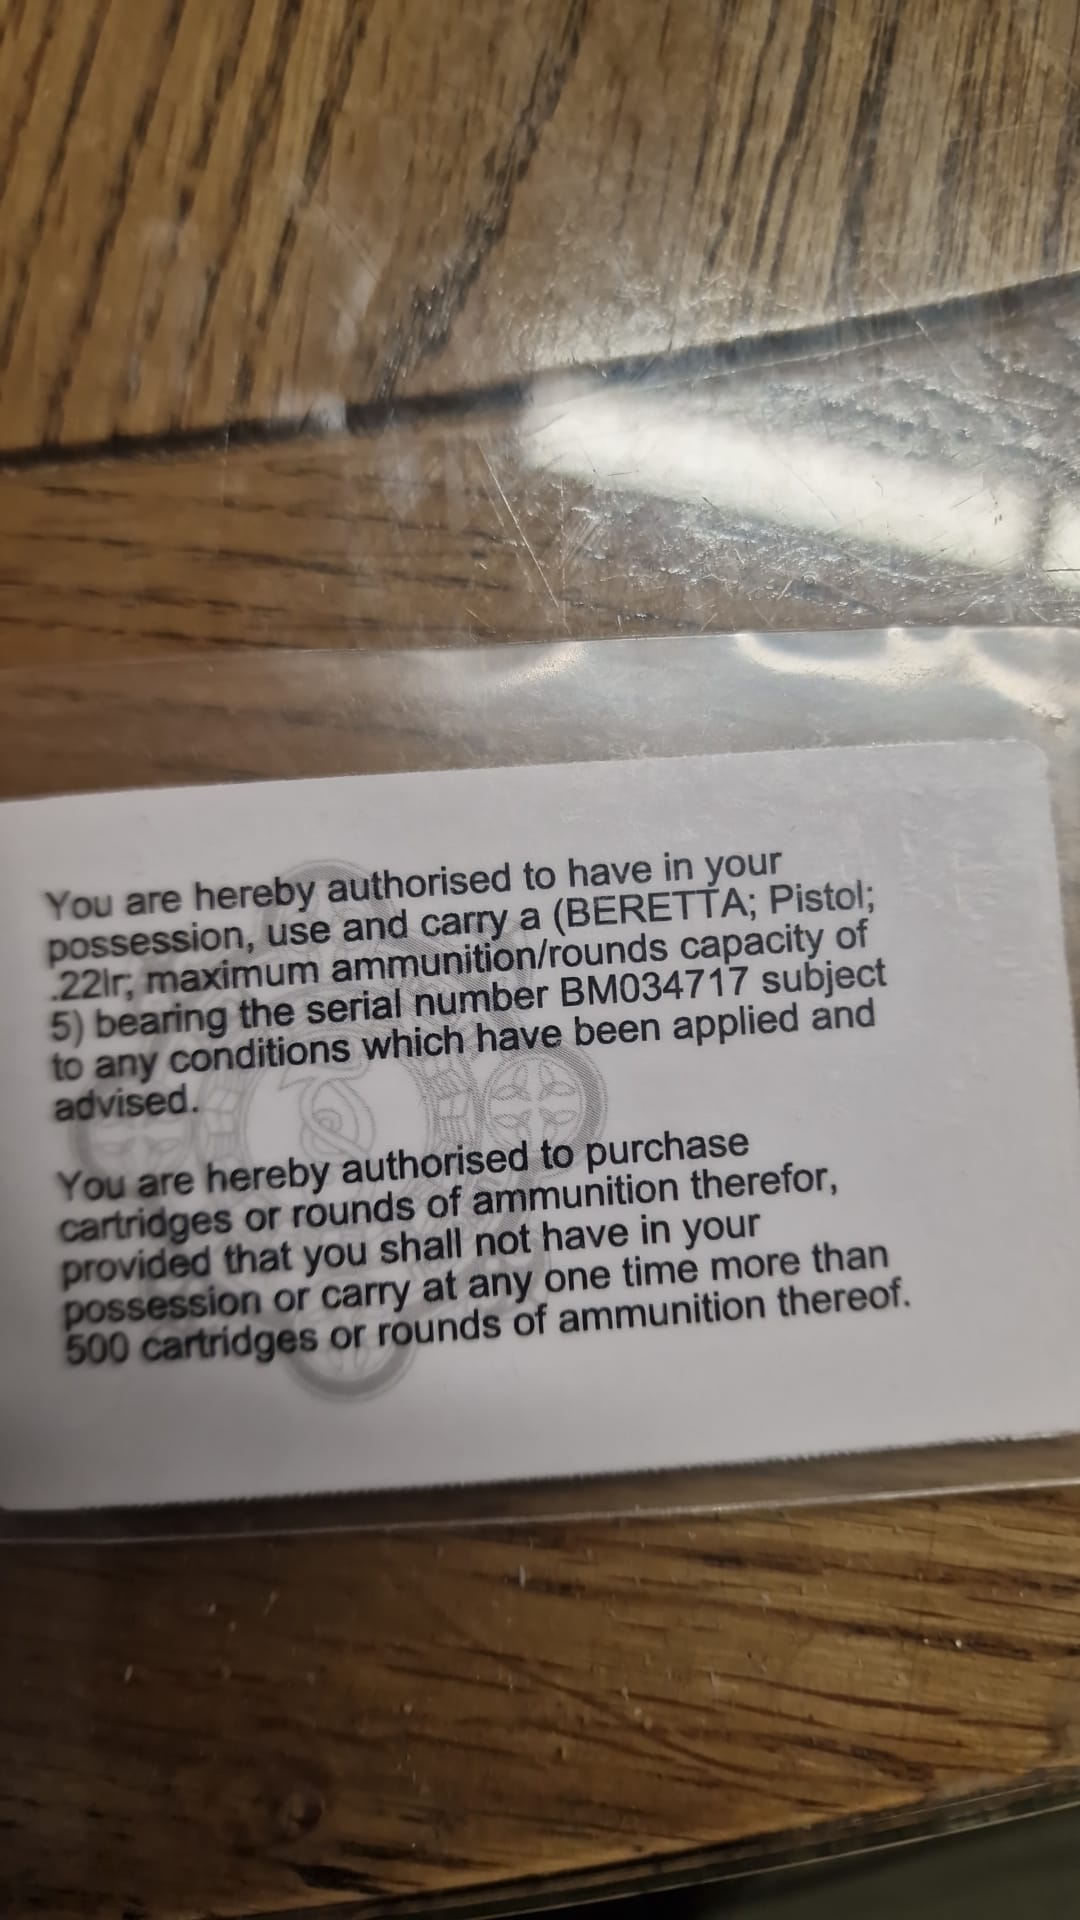 You are hereby authorised to have in your
possession, use and carry a (BERETTA; Pistol;
.22lr; maximum ammunition/rounds capacity of
5) bearing the serial number BM034717 subject
to any conditions which have been applied and
advised.
You are hereby authorised to purchase
cartridges or rounds of ammunition therefor,
provided that you shall not have in your
possession or carry at any one time more than
500 cartridges or rounds of ammunition thereof.